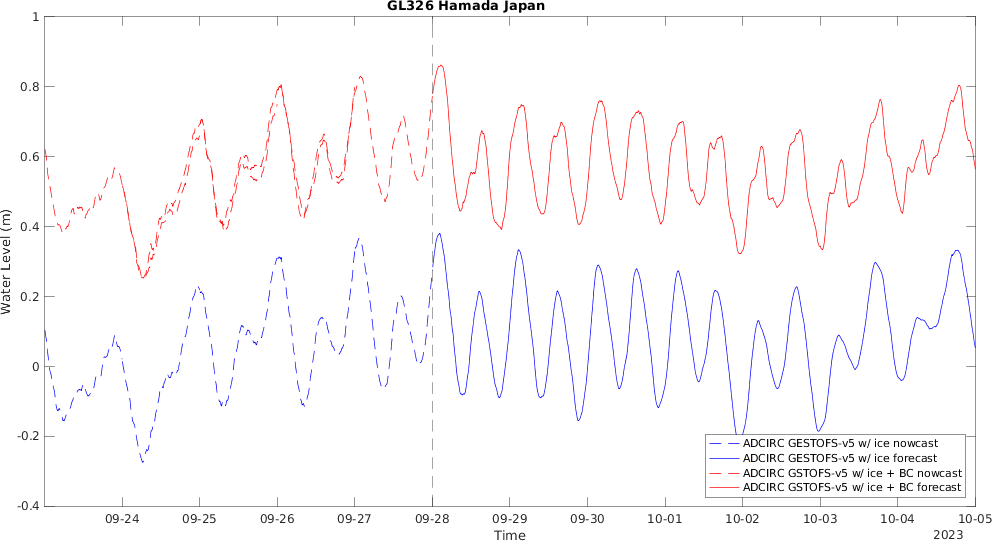 GL326 Hamada Japan
1
0.8
0.6
0.4
0.2
0
-0.2
-0.4
Water Level (m)
ADCIRC GESTOFS-v5 w/ ice nowcast
ADCIRC GESTOFS-v5 w/ ice forecast
ADCIRC GSTOFS-v5 w/ ice + BC nowcast
ADCIRC GSTOFS-v5 w/ ice + BC forecast
09-24 09-25 09-26 09-27 09-28 09-29 09-30 10-01 10-02 10-03 10-04 10-05
Time
2023